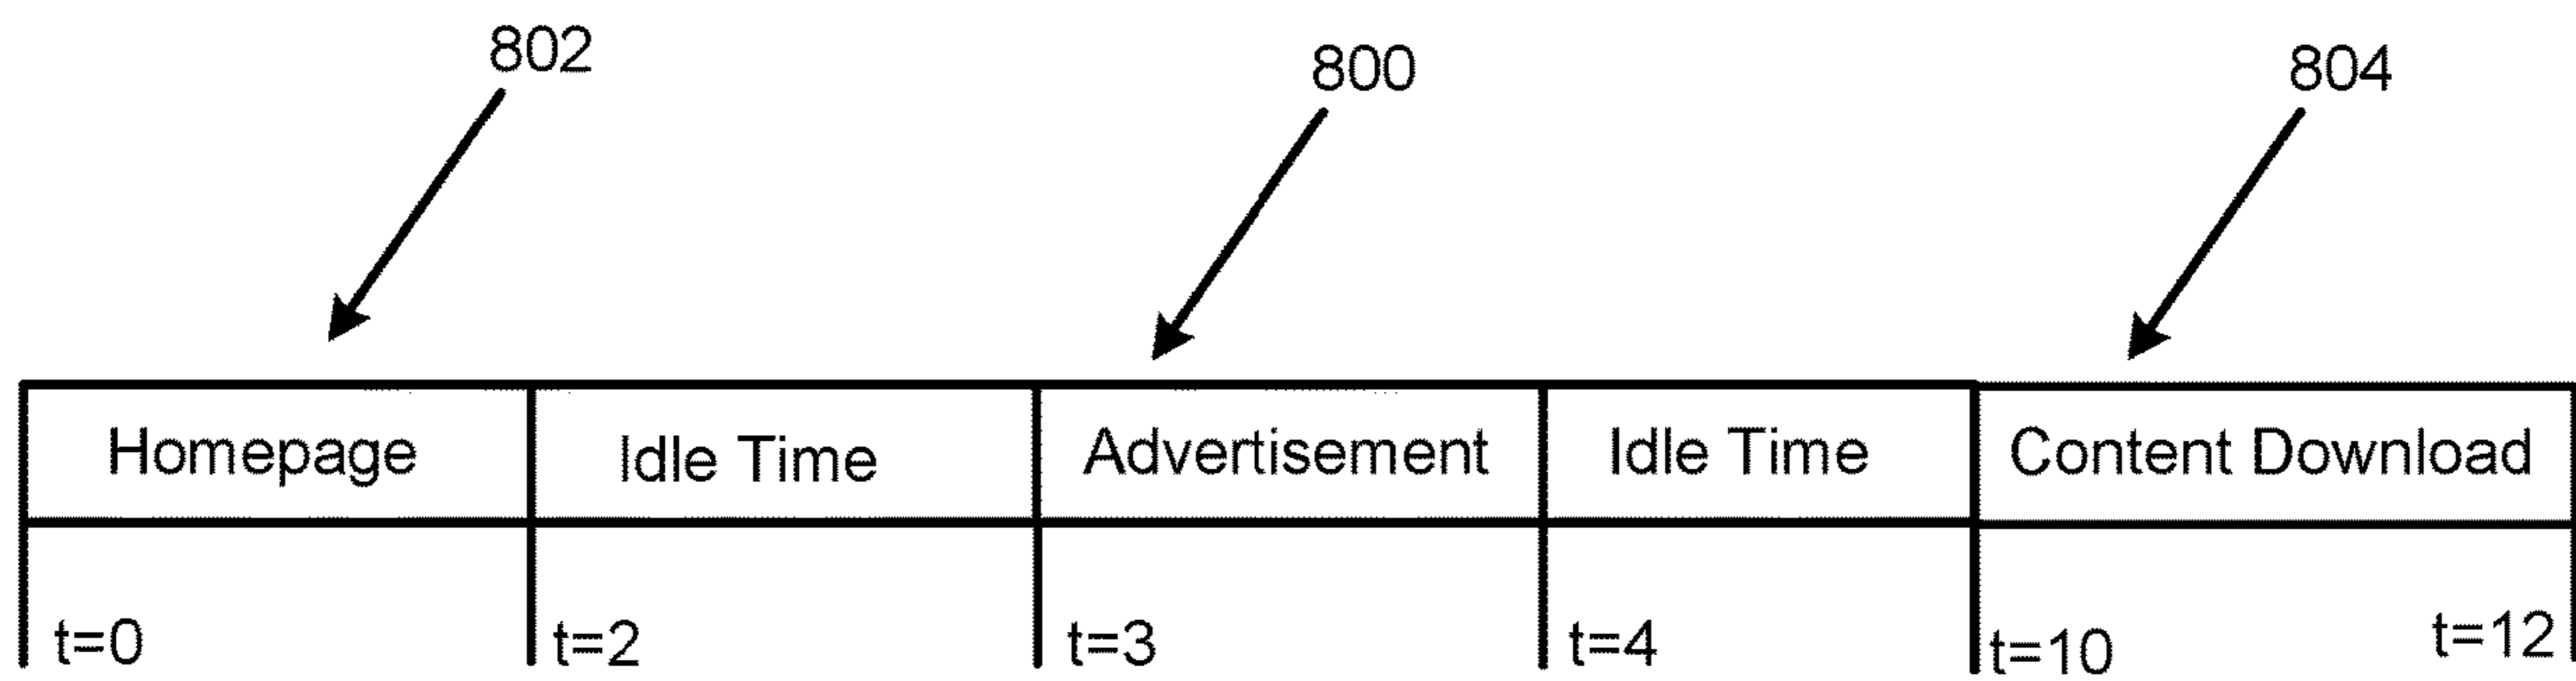 802
800
804
Homepage
Idle Time
Advertisement
Idle Time
Content Download
t=0
t=2
t=3
t=4
t=10
t=12